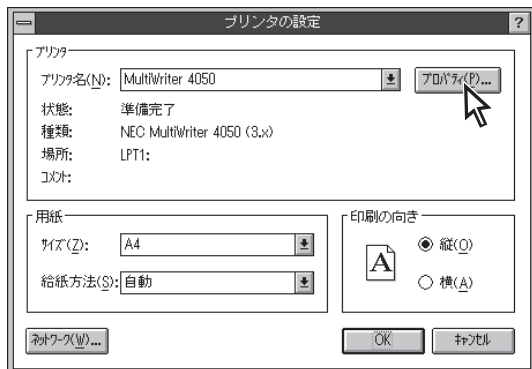 プリンタの設定
?
プリンタ
プリンタ名(N): MultiWriter 4050 プロパティ(P)...
状態: 準備完了
種類: NEC MultiWriter 4050 (3.x)
場所: LPT1:
コメント:
用紙
サイズ(Z): A4
給紙方法(S): 自動
印刷の向き
A
縦(O)
横(A)
ネットワーク(W)... OK キャンセル